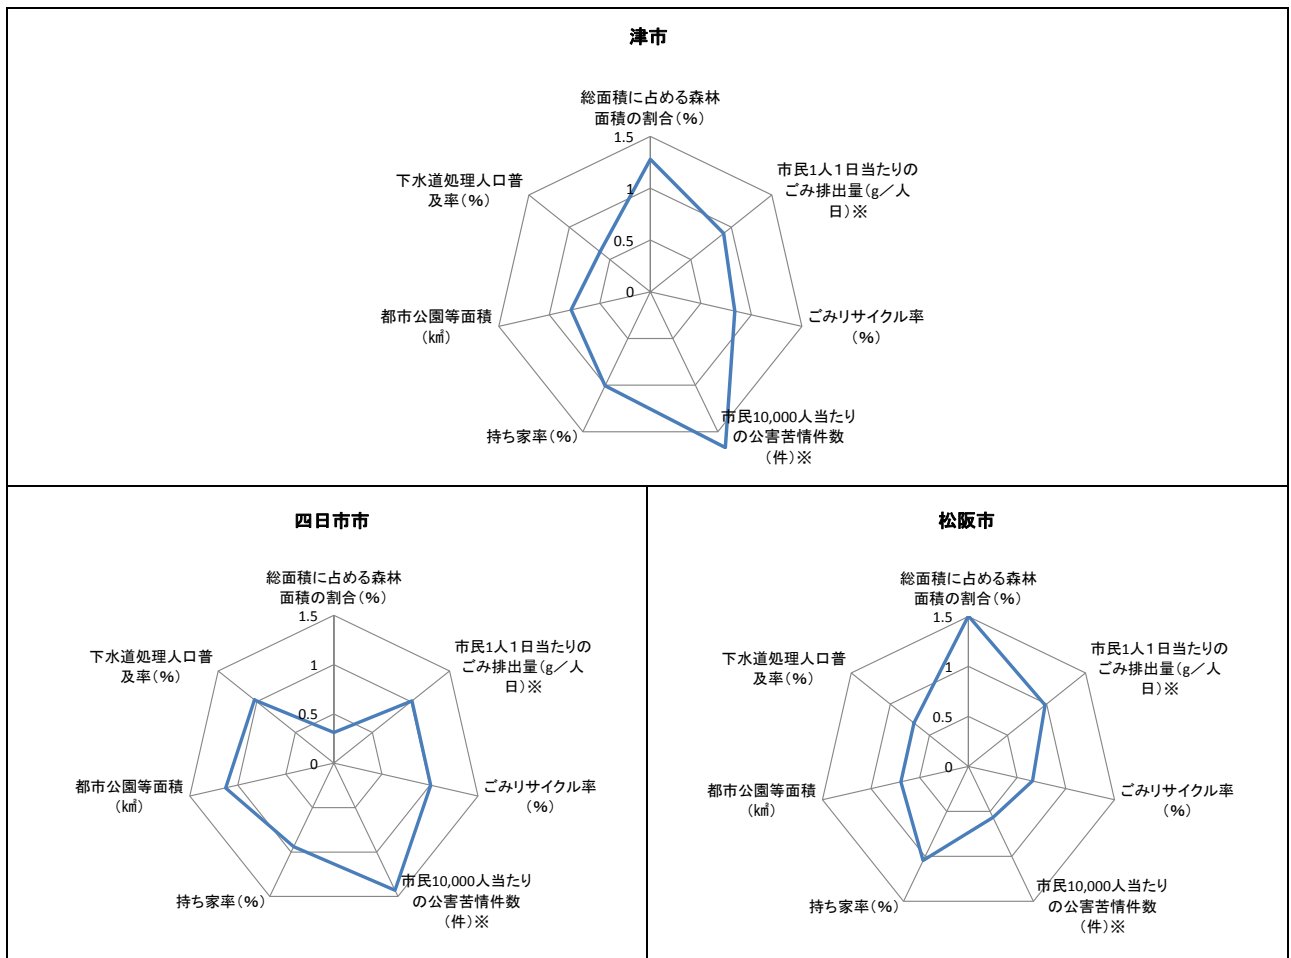 津市
総面積に占める森林
面積の割合(%)
1.5
1
0.5
0
市民1人1日当たりの
ごみ排出量(g/人
日)※
ごみリサイクル率
(%)
市民10,000人当たり
の公害苦情件数
(件)※
持ち家率(%)
都市公園等面積
(㎢)
下水道処理人口普
及率(%)
四日市市
総面積に占める森林
面積の割合(%)
1.5
1
0.5
0
市民1人1日当たりの
ごみ排出量(g/人
日)※
ごみリサイクル率
(%)
市民10,000人当たり
の公害苦情件数
(件)※
持ち家率(%)
都市公園等面積
(㎢)
下水道処理人口普
及率(%)
松阪市
総面積に占める森林
面積の割合(%)
1.5
1
0.5
0
市民1人1日当たりの
ごみ排出量(g/人
日)※
ごみリサイクル率
(%)
市民10,000人当たり
の公害苦情件数
(件)※
持ち家率(%)
都市公園等面積
(㎢)
下水道処理人口普
及率(%)